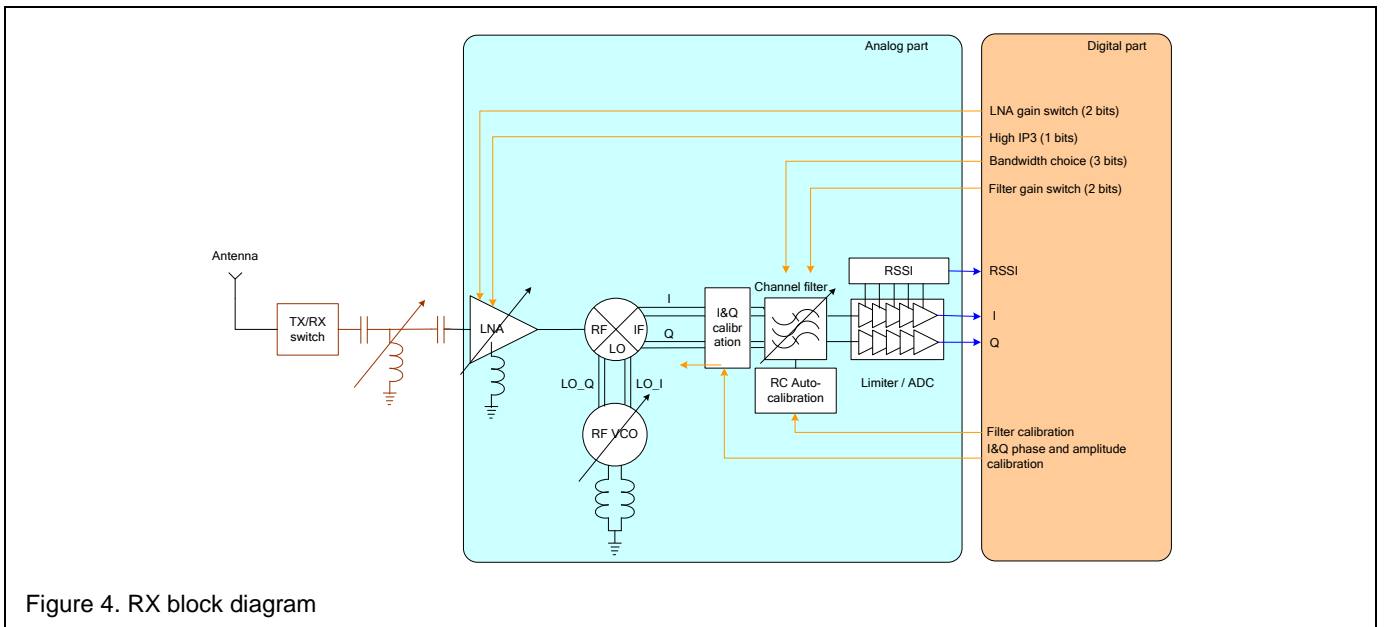 Analog part
Digital part
LNA gain switch (2 bits)
High IP3 (1 bits)
Bandwidth choice (3 bits)
Filter gain switch (2 bits)
Antenna
TX/RX
switch
LNA
RF
IF
LO
I
Q
LO_Q
LO_I
RF VCO
I&Q
calibr
ation
Channel filter
RC Auto-
calibration
RSSI
Limiter / ADC
RSSI
I
Q
Filter calibration
I&Q phase and amplitude
calibration
Figure 4. RX block diagram